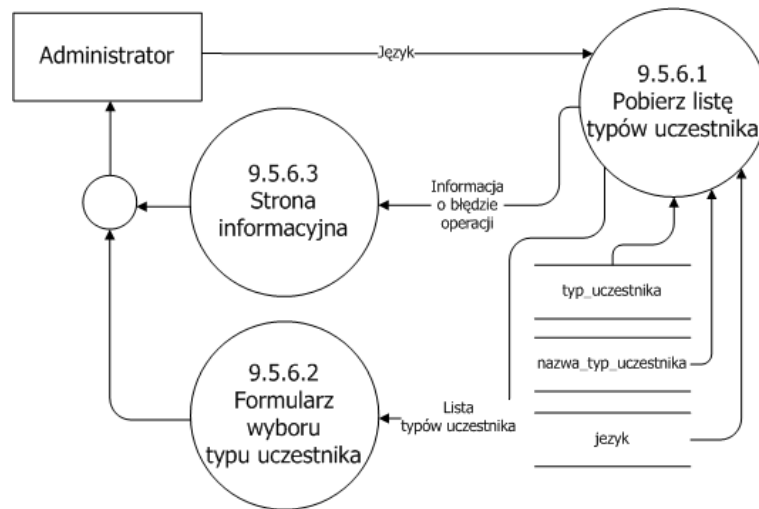 Administrator
Język
9.5.6.1
Pobierz listę
typów uczestnika
9.5.6.3
Strona
informacyjna
Informacja
o błędzie
operacji
typ_uczestnika
nazwa_typ_uczestnika
jezyk
9.5.6.2
Formularz
wyboru
typu uczestnika
Lista
typów uczestnika